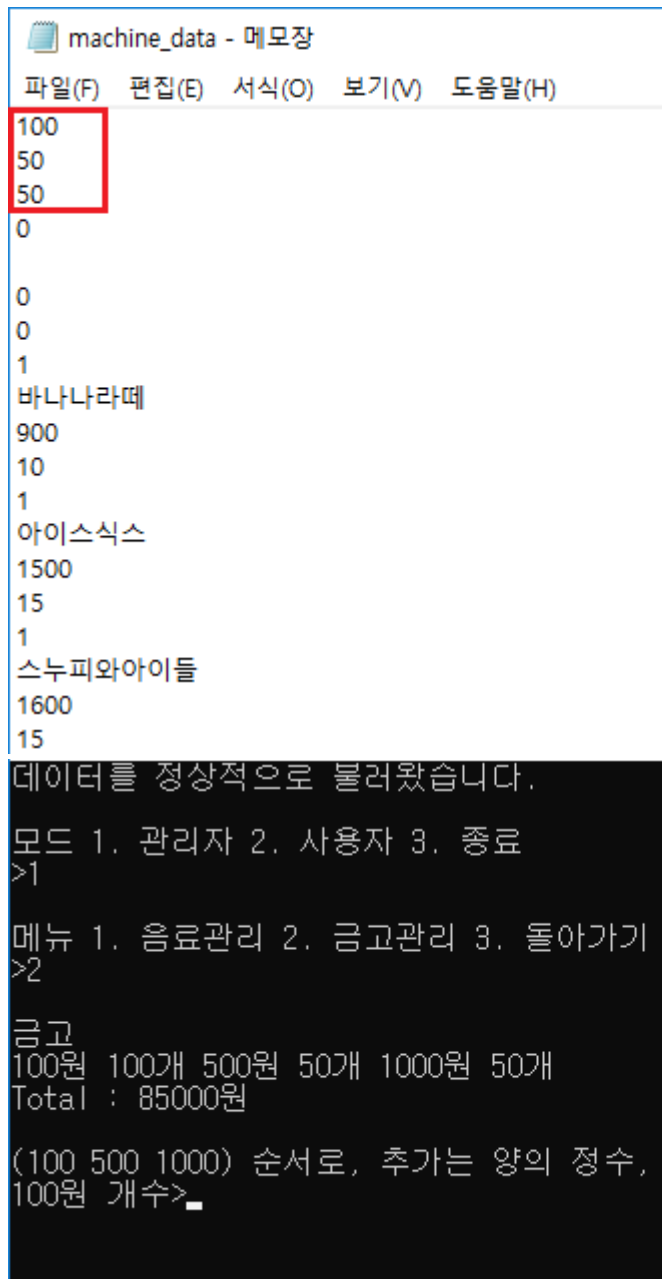 machine_data - 메모장
파일(F) 편집(E) 서식(O) 보기(V) 도움말(H)
100
50
50
0
0
0
1
바나나라떼
900
10
1
아이스식스
1500
15
1
스누피와아이들
1600
15
데이터를 정상적으로 불러왔습니다.
모드 1. 관리자 2. 사용자 3. 종료
>1
메뉴 1. 음료관리 2. 금고관리 3. 돌아가기
>2
금고
100원 100개 500원 50개 1000원 50개
Total : 85000원
(100 500 1000) 순서로, 추가는 양의 정수,
100원 개수>